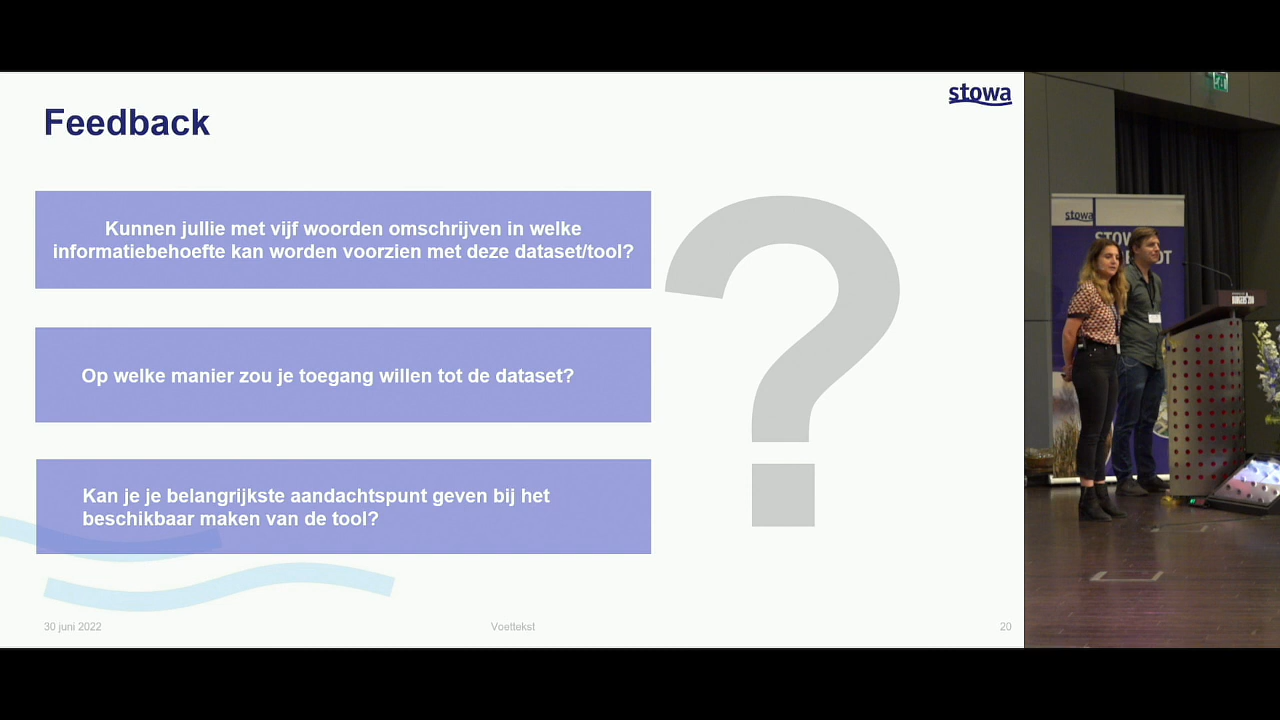 stowa
Feedback
Kunnen jullie met vijf woorden omschrijven in welke
informatiebehoefte kan worden voorzien met deze dataset/tool?
Op welke manier zou je toegang willen tot de dataset?
Kan je je belangrijkste aandachtspunt geven bij het
beschikbaar maken van de tool?
?
30 juni 2022
Voettekst
20
stowa